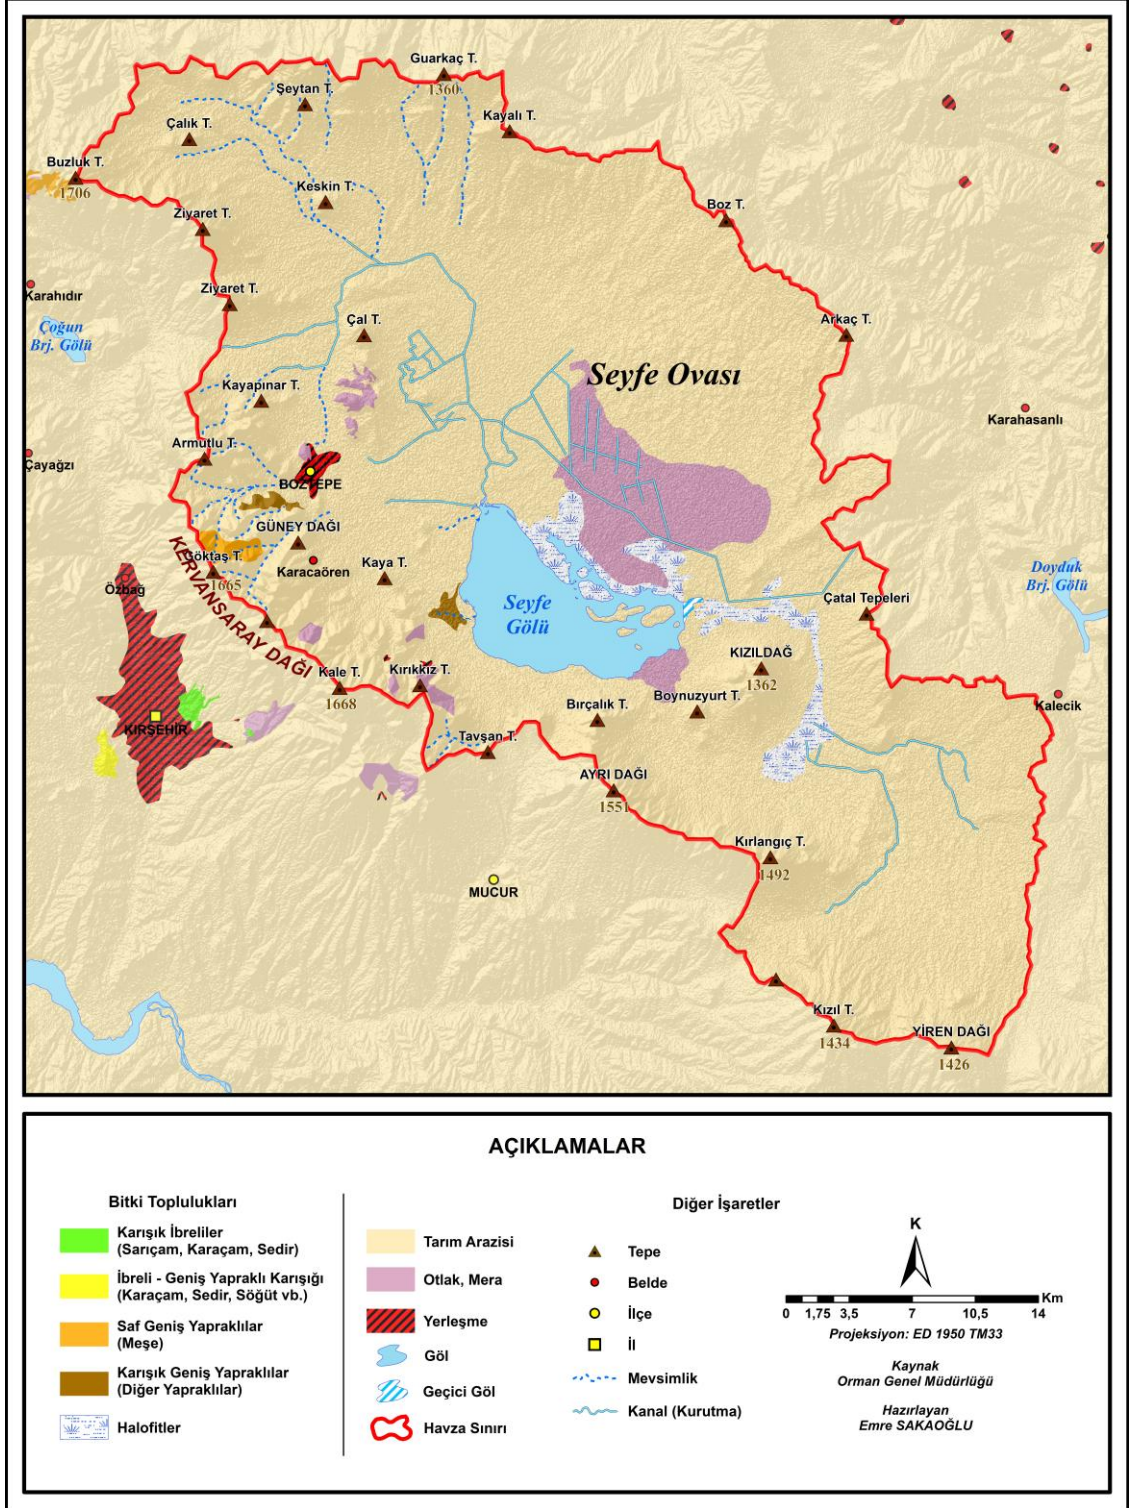 Guarkaç T.
1360
Şeytan T.
Kayalı T.
Çalık T.
Buzluk T.
1706
Keskin T.
Ziyaret T.
Boz T.
Karahıdır
Ziyaret T.
Çoğun
Brj. Gölü
Çal T.
Arkaç T.
Seyfe Ovası
Kayapınar T.
Karahasanlı
Armutlu T.
Çayağzı
BOZTEPE
GÜNEY DAĞI
Göktaş T.
1665
Karacaören
Kaya T.
Özbağ
KERVANSARAY DAĞI
Seyfe
Gölü
Doyduk
Brj. Gölü
Çatal Tepeleri
KIZILDAĞ
1362
Kale T.
1668
Kırıkkız T.
Boynuzyurt T.
Bırçalık T.
Kalecik
KIRŞEHİR
Tavşan T.
AYRI DAĞI
1551
Kırlangıç T.
1492
MUCUR
Kızıl T.
1434
YİREN DAĞI
1426
AÇIKLAMALAR
Bitki Toplulukları
Karışık İbreliler
(Sarıçam, Karaçam, Sedir)
İbreli - Geniş Yapraklı Karışığı
(Karaçam, Sedir, Söğüt vb.)
Saf Geniş Yapraklılar
(Meşe)
Karışık Geniş Yapraklılar
(Diğer Yapraklılar)
Halofitler
Diğer İşaretler
Tarım Arazisi
Otlak, Mera
Yerleşme
Göl
Geçici Göl
Havza Sınırı
Tepe
Belde
İlçe
İl
Mevsimlik
Kanal (Kurutma)
K
Km
0 1,75 3,5 7 10,5 14
Projeksiyon: ED 1950 TM33
Kaynak
Orman Genel Müdürlüğü
Hazırlayan
Emre SAKAOĞLU